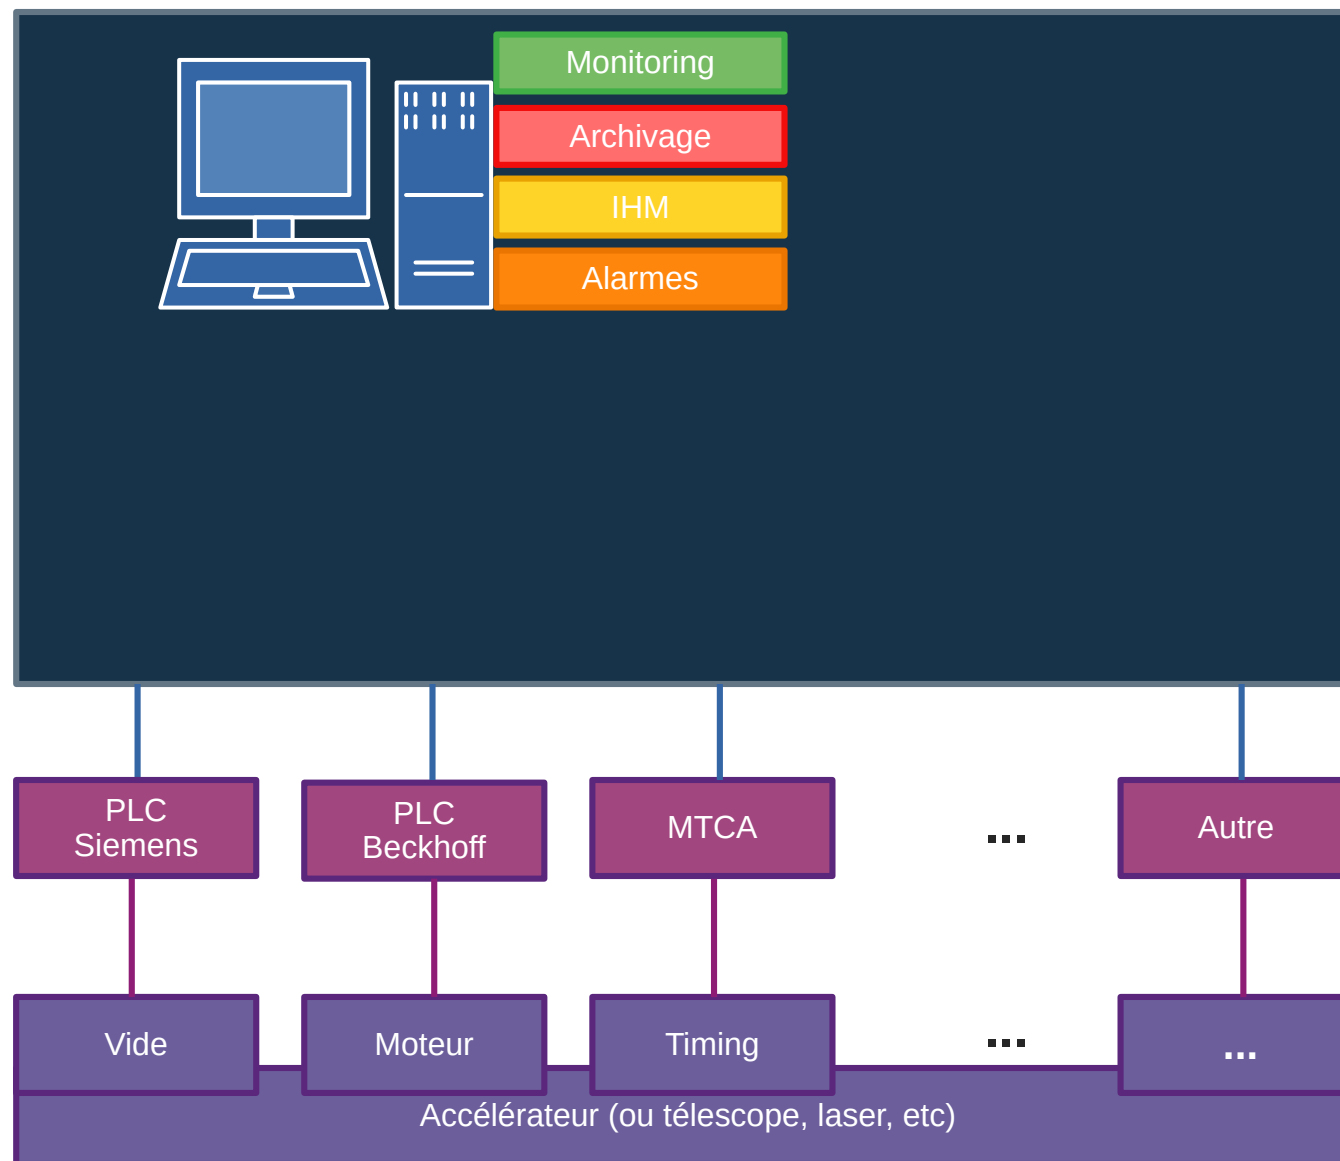 Monitoring
Archivage
IHM
Alarmes
PLC
Siemens
PLC
Beckhoff
MTCA
...
Autre
Vide
Moteur
Timing
...
...
Accélérateur (ou télescope, laser, etc)